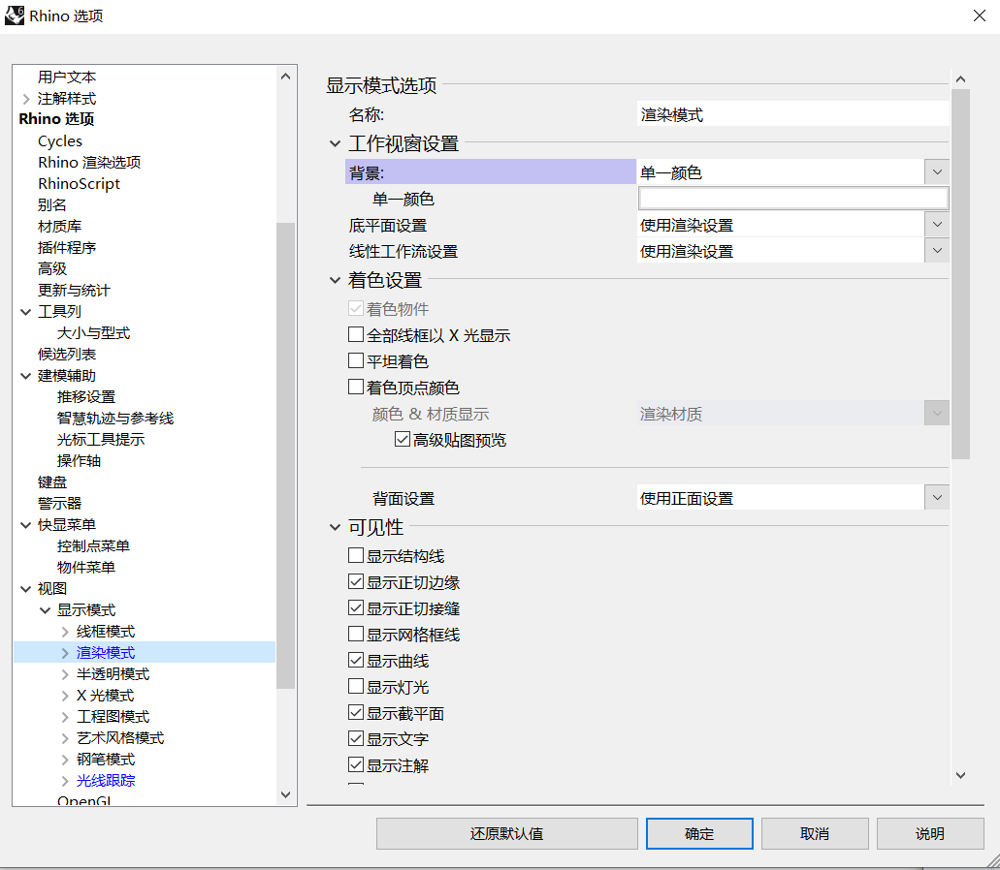 Rhino 选项
用户文本
注解样式
Rhino 选项
Cycles
Rhino 渲染选项
RhinoScript
别名
材质库
插件程序
高级
更新与统计
工具列
大小与型式
候选列表
建模辅助
推移设置
智慧轨迹与参考线
光标工具提示
操作轴
键盘
警示器
快显菜单
控制点菜单
物件菜单
视图
显示模式
线框模式
渲染模式
半透明模式
X 光模式
工程图模式
艺术风格模式
钢笔模式
光线跟踪
OpenGL
显示模式选项
名称: 渲染模式
工作视窗设置
背景: 单一颜色
单一颜色
底平面设置 使用渲染设置
线性工作流设置 使用渲染设置
着色设置
着色物件
全部线框以 X 光显示
平坦着色
着色顶点颜色
颜色 & 材质显示 渲染材质
高级贴图预览
背面设置 使用正面设置
可见性
显示结构线
显示正切边缘
显示正切接缝
显示网格框线
显示曲线
显示灯光
显示截平面
显示文字
显示注解
还原默认值 确定 取消 说明